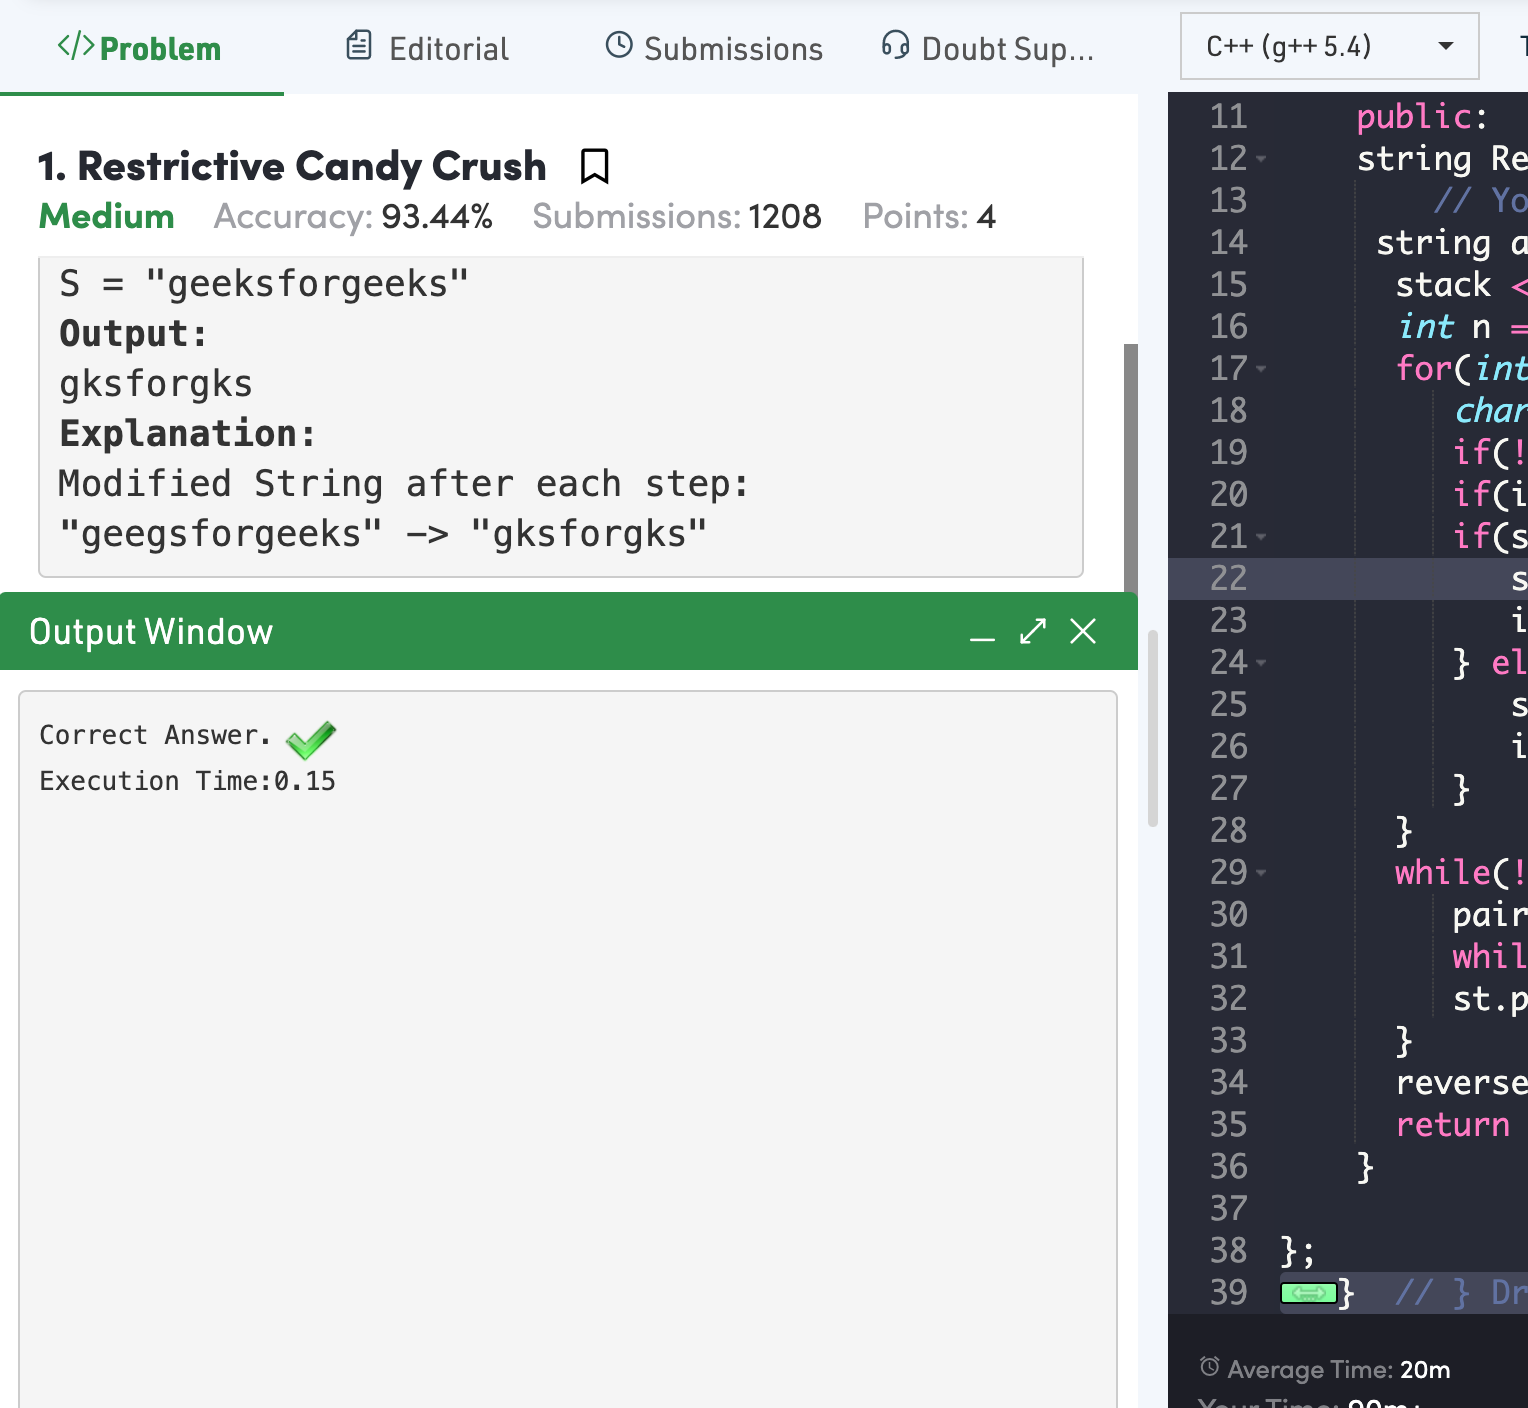 </>Problem
Editorial
Submissions
Doubt Sup...
C++ (g++ 5.4)
1. Restrictive Candy Crush
Medium Accuracy: 93.44% Submissions: 1208 Points: 4
S = "geeksforgeeks"
Output:
gksforgks
Explanation:
Modified String after each step:
"geegsforgeeks" -> "gksforgks"
Output Window
Correct Answer.
Execution Time:0.15
11 public:
12 string Re
13 // Yo
14 string a
15 stack <
16 int n =
17 for(int
18 char
19 if(!
20 if(i
21 if(s
22 s
23 i
24 } el
25 s
26 i
27 }
28 }
29 while(!
30 pair
31 whil
32 st.p
33 }
34 reverse
35 return
36 }
37
38 };
39 } // } Dr
Average Time: 20m